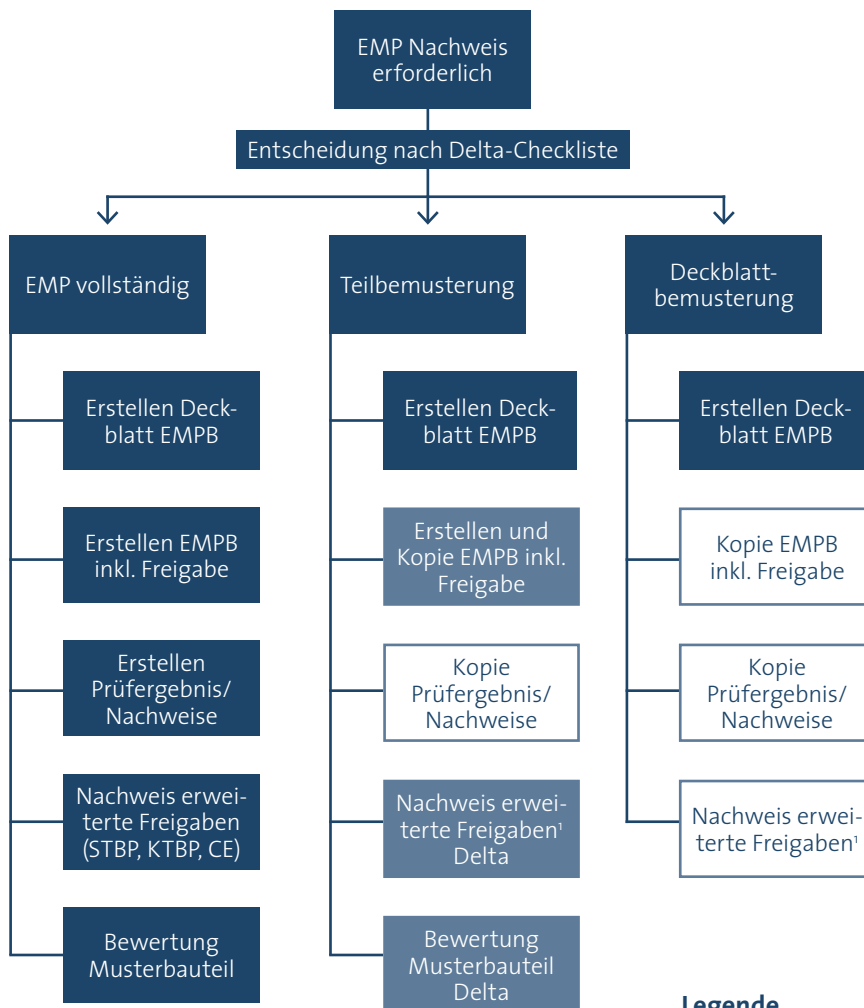 EMP Nachweis
erforderlich
Entscheidung nach Delta-Checkliste
EMP vollständig
Erstellen Deck-
blatt EMPB
Erstellen EMPB
inkl. Freigabe
Erstellen
Prüfergebnis/
Nachweise
Nachweis erwei-
terte Freigaben
(STBP, KTBP, CE)
Bewertung
Musterbauteil
Teilbemusterung
Erstellen Deck-
blatt EMPB
Erstellen und
Kopie EMPB inkl.
Freigabe
Kopie
Prüfergebnis/
Nachweise
Nachweis erwei-
terte Freigaben¹
Delta
Bewertung
Musterbauteil
Delta
Deckblatt-
bemusterung
Erstellen Deck-
blatt EMPB
Kopie EMPB
inkl. Freigabe
Kopie
Prüfergebnis/
Nachweise
Nachweis erwei-
terte Freigaben¹
Legende